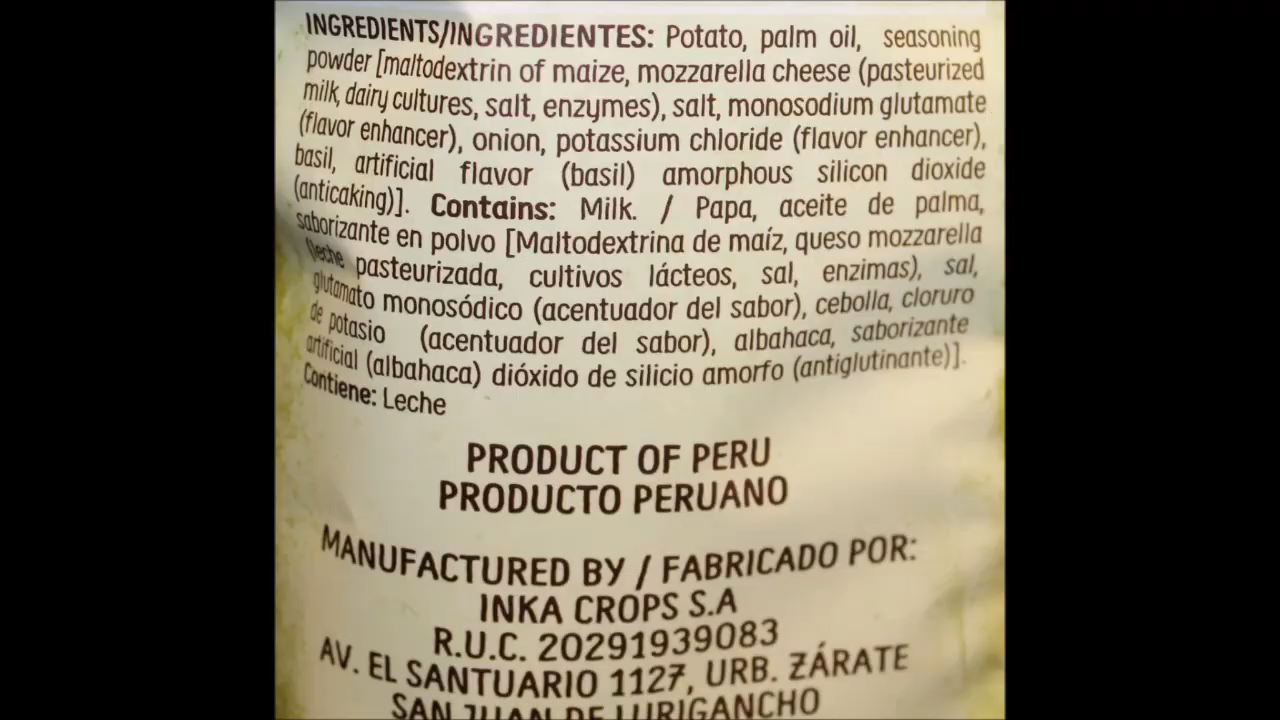 INGREDIENTS/INGREDIENTES: Potato, palm oil, seasoning
powder [maltodextrin of maize, mozzarella cheese (pasteurized
milk, dairy cultures, salt, enzymes), salt, monosodium glutamate
(flavor enhancer), onion, potassium chloride (flavor enhancer),
basil, artificial flavor (basil) amorphous silicon dioxide
(anticaking)]. Contains: Milk. / Papa, aceite de palma,
saborizante en polvo [Maltodextrina de maíz, queso mozzarella
(leche pasteurizada, cultivos lácteos, sal, enzimas), sal,
glutamato monosódico (acentuador del sabor), cebolla, cloruro
de potasio (acentuador del sabor), albahaca, saborizante
artificial (albahaca) dióxido de silicio amorfo (antiglutinante)].
Contiene: Leche
PRODUCT OF PERU
PRODUCTO PERUANO
MANUFACTURED BY / FABRICADO POR:
INKA CROPS S.A
R.U.C. 20291939083
AV. EL SANTUARIO 1127, URB. ZÁRATE
SAN JUAN DE LURIGANCHO